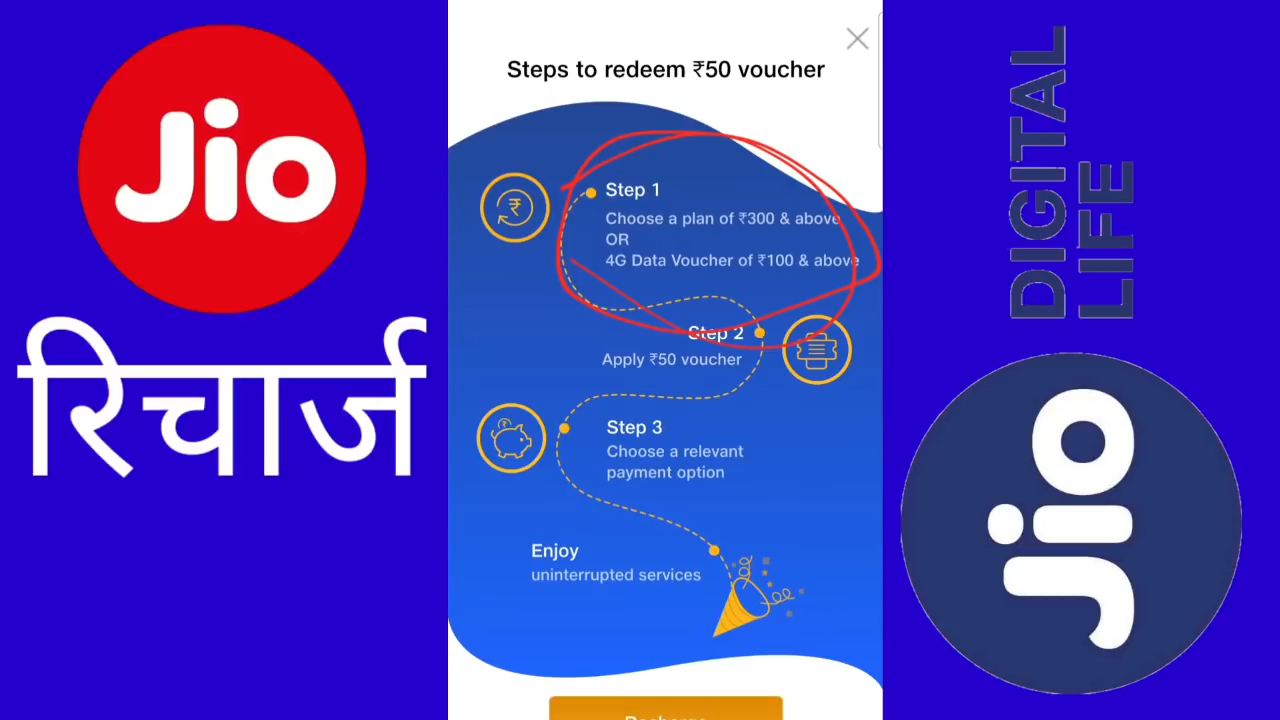 Jio
रिचार्ज
Steps to redeem ₹50 voucher
Step 1
Choose a plan of ₹300 & above
OR
4G Data Voucher of ₹100 & above
Step 2
Apply ₹50 voucher
Step 3
Choose a relevant
payment option
Enjoy
uninterrupted services
Recharge
DIGITAL
LIFE
Jio